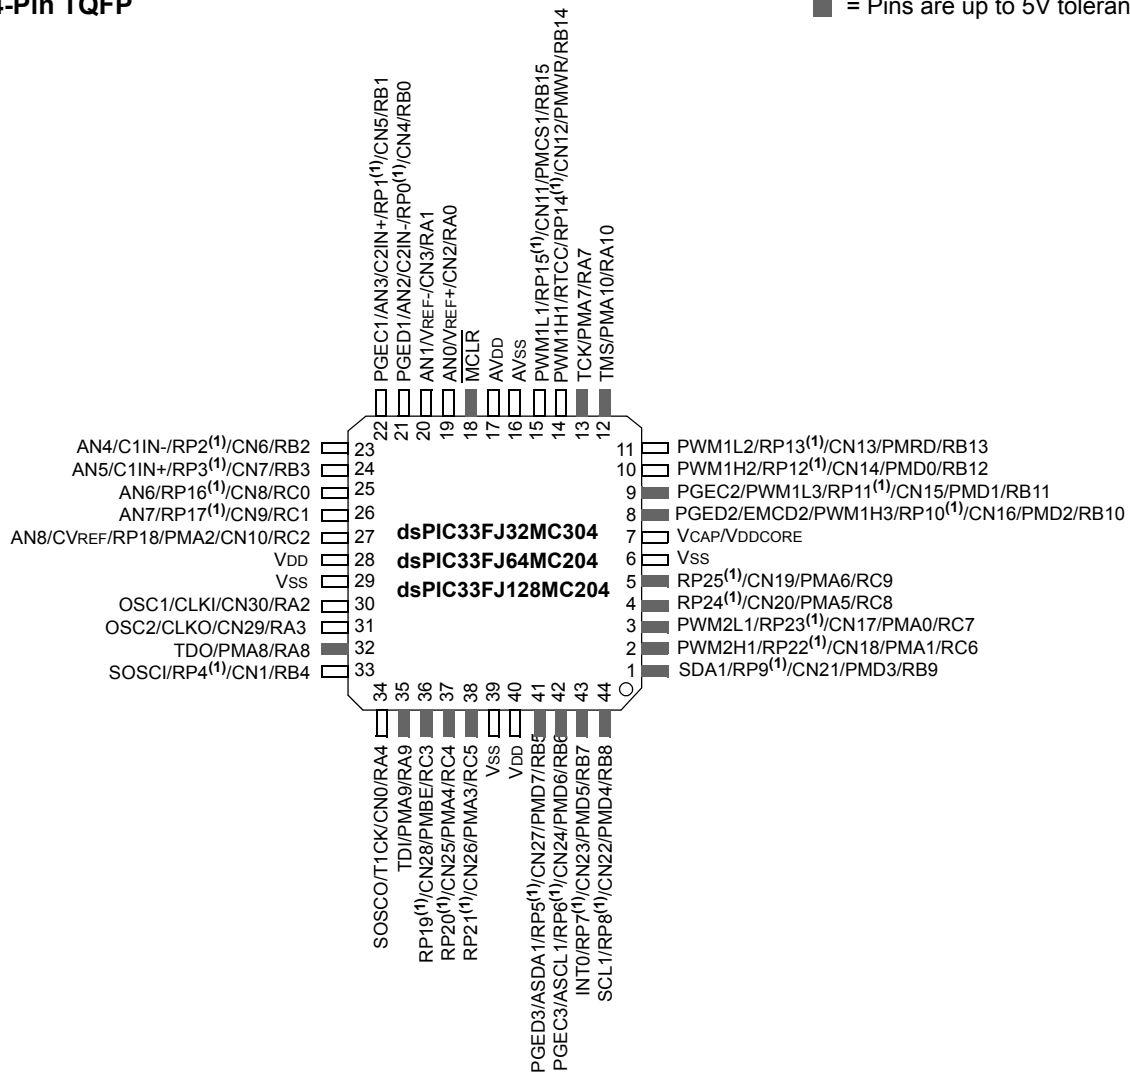 -Pin TQFP
= Pins are up to 5V toleran
PGEC1/AN3/C2IN+/RP1(1)/CN5/RB1
PGED1/AN2/C2IN-/RP0(1)/CN4/RB0
AN1/VREF-/CN3/RA1
AN0/VREF+/CN2/RA0
MCLR
AVDD
AVSS
PWM1L1/RP15(1)/CN11/PMCS1/RB15
PWM1H1/RTCC/RP14(1)/CN12/PMWR/RB14
TCK/PMA7/RA7
TMS/PMA10/RA10
22
21
20
19
18
17
16
15
14
13
12
AN4/C1IN-/RP2(1)/CN6/RB2 23
AN5/C1IN+/RP3(1)/CN7/RB3 24
AN6/RP16(1)/CN8/RC0 25
AN7/RP17(1)/CN9/RC1 26
AN8/CVREF/RP18/PMA2/CN10/RC2 27
VDD 28
VSS 29
OSC1/CLKI/CN30/RA2 30
OSC2/CLKO/CN29/RA3 31
TDO/PMA8/RA8 32
SOSCI/RP4(1)/CN1/RB4 33
dsPIC33FJ32MC304
dsPIC33FJ64MC204
dsPIC33FJ128MC204
11 PWM1L2/RP13(1)/CN13/PMRD/RB13
10 PWM1H2/RP12(1)/CN14/PMD0/RB12
9 PGEC2/PWM1L3/RP11(1)/CN15/PMD1/RB11
8 PGED2/EMCD2/PWM1H3/RP10(1)/CN16/PMD2/RB10
7 VCAP/VDDCORE
6 VSS
5 RP25(1)/CN19/PMA6/RC9
4 RP24(1)/CN20/PMA5/RC8
3 PWM2L1/RP23(1)/CN17/PMA0/RC7
2 PWM2H1/RP22(1)/CN18/PMA1/RC6
1 SDA1/RP9(1)/CN21/PMD3/RB9
34
35
36
37
38
39
40
41
42
43
44
SOSCO/T1CK/CN0/RA4
TDI/PMA9/RA9
RP19(1)/CN28/PMBE/RC3
RP20(1)/CN25/PMA4/RC4
RP21(1)/CN26/PMA3/RC5
VSS
VDD
PGED3/ASDA1/RP5(1)/CN27/PMD7/RB5
PGEC3/ASCL1/RP6(1)/CN24/PMD6/RB6
INT0/RP7(1)/CN23/PMD5/RB7
SCL1/RP8(1)/CN22/PMD4/RB8